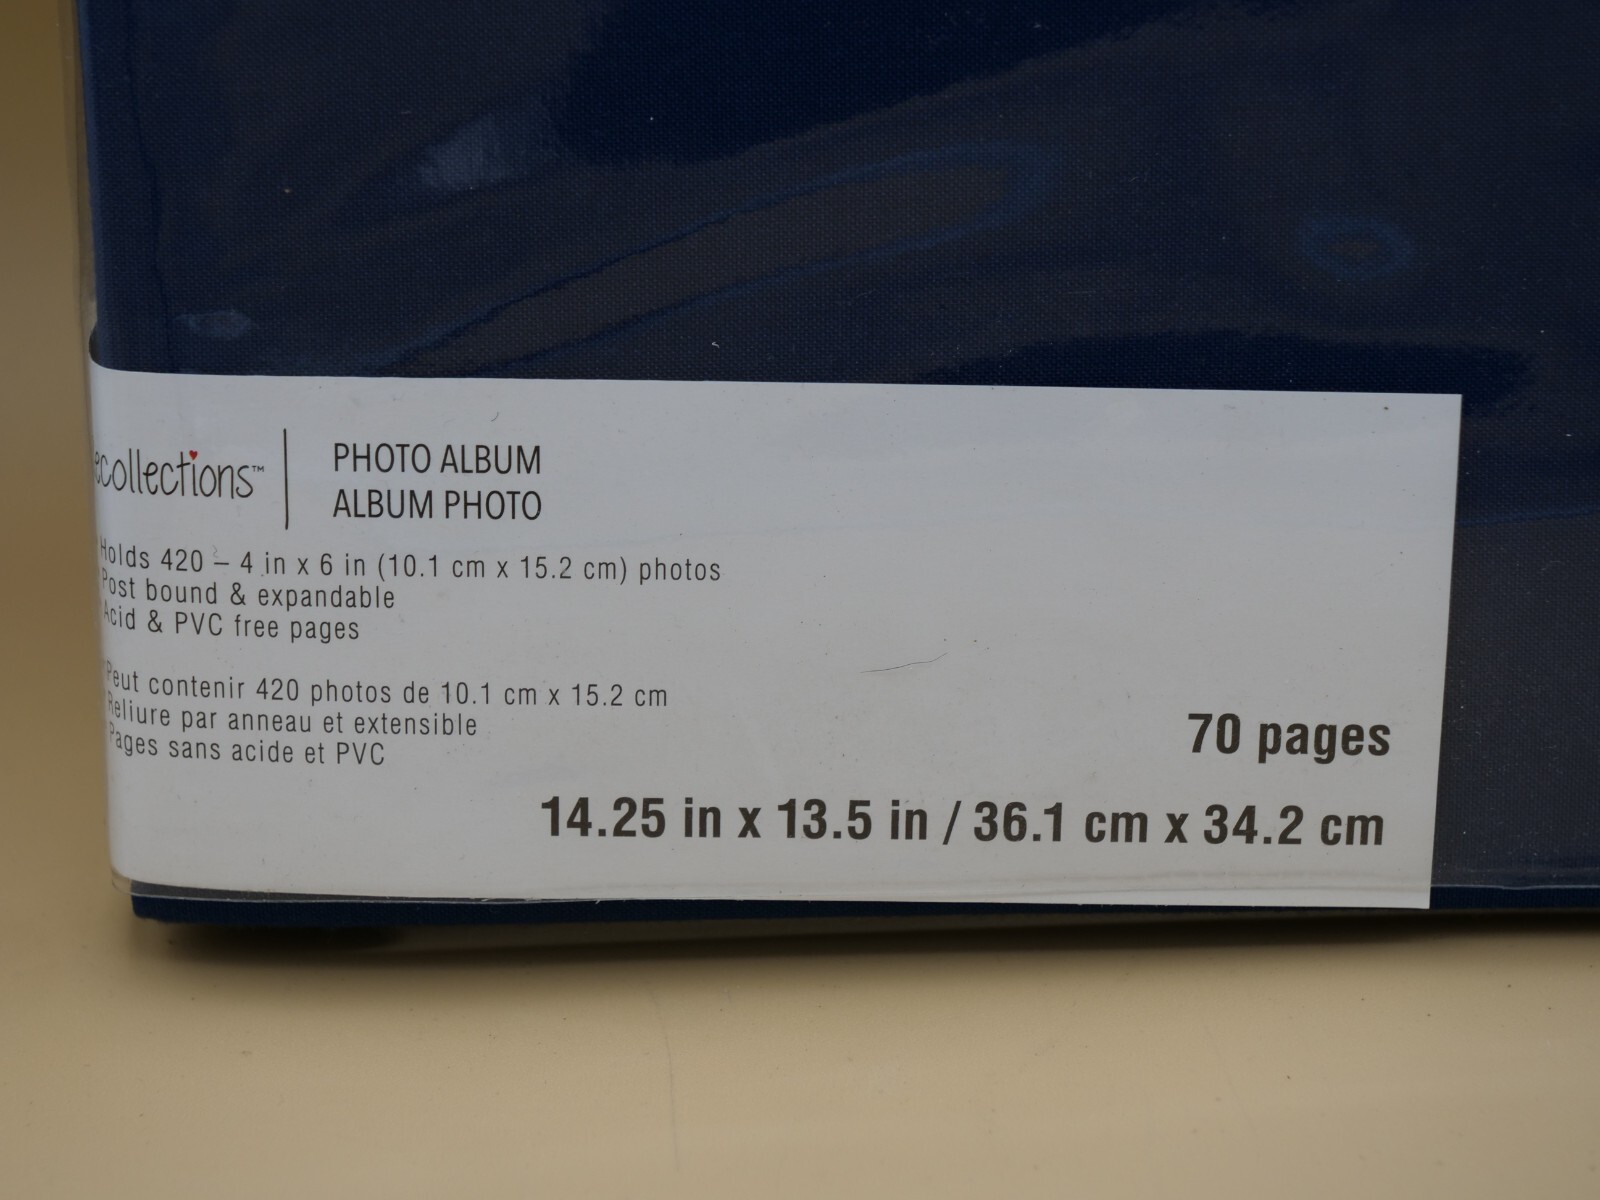 ecollections™
PHOTO ALBUM
ALBUM PHOTO
Holds 420 – 4 in x 6 in (10.1 cm x 15.2 cm) photos
Post bound & expandable
Acid & PVC free pages
Peut contenir 420 photos de 10.1 cm x 15.2 cm
Reliure par anneau et extensible
Pages sans acide et PVC
70 pages
14.25 in x 13.5 in / 36.1 cm x 34.2 cm